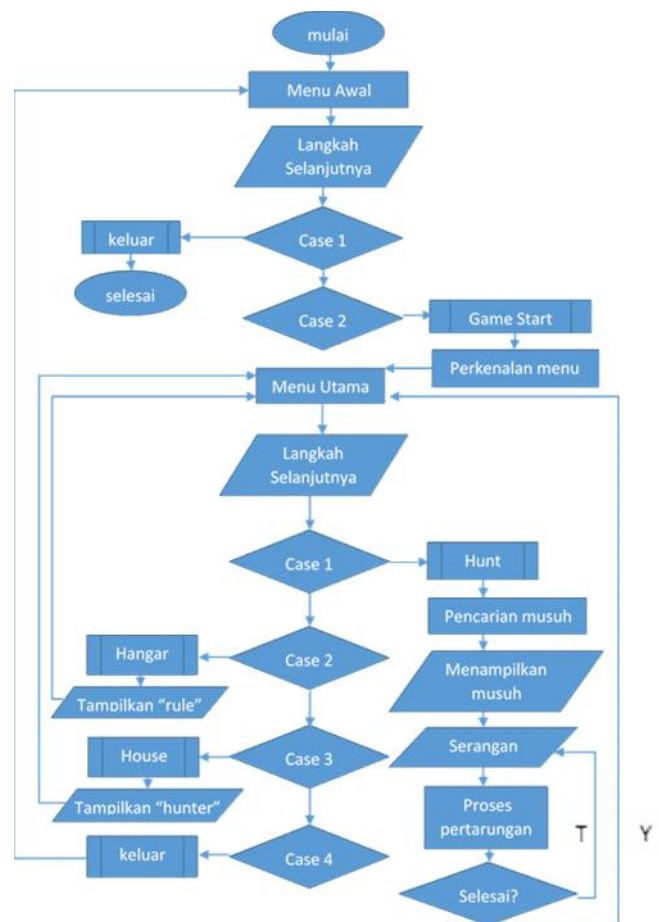 mulai
Menu Awal
Langkah
Selanjutnya
keluar
Case 1
selesai
Case 2
Game Start
Perkenalan menu
Menu Utama
Langkah
Selanjutnya
Case 1
Hunt
Pencarian musuh
Hangar
Case 2
Menampilkan
musuh
Tampilkan "rule"
House
Case 3
Serangan
Tampilkan "hunter"
Proses
pertarungan
T
Y
keluar
Case 4
Selesai?